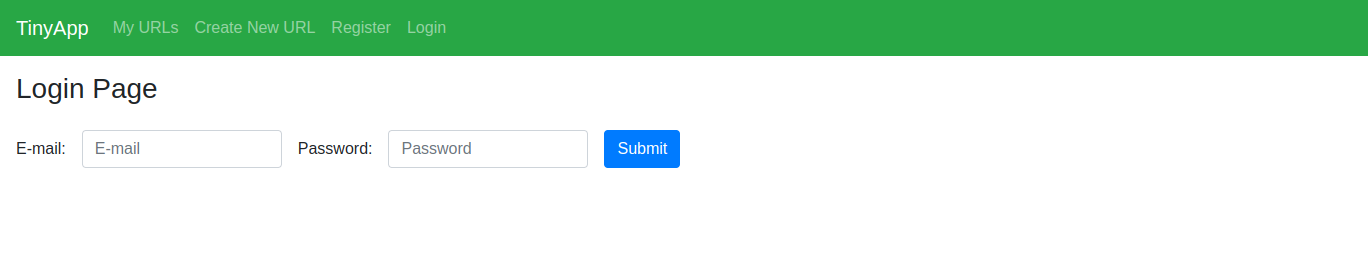 TinyApp My URLs Create New URL Register Login
Login Page
E-mail: E-mail Password: Password Submit